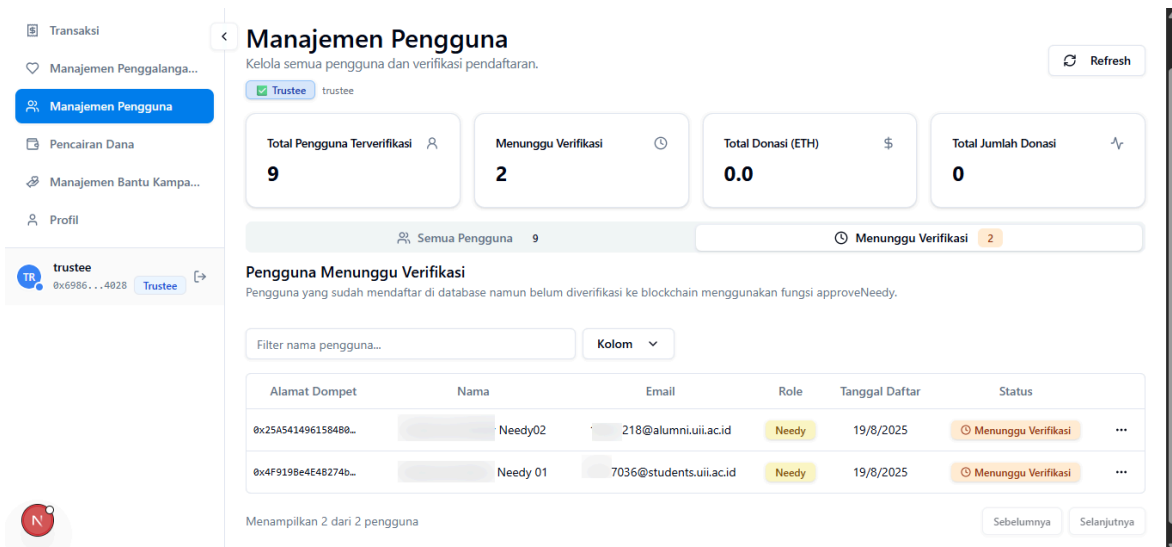 Transaksi
Manajemen Penggalanga...
Manajemen Pengguna
Pencairan Dana
Manajemen Bantu Kampa...
Profil
TR
trustee
0x6986...4028 Trustee
N
Manajemen Pengguna
Kelola semua pengguna dan verifikasi pendaftaran.
Refresh
Trustee trustee
Total Pengguna Terverifikasi
9
Menunggu Verifikasi
2
Total Donasi (ETH)
$
0.0
Total Jumlah Donasi
0
Semua Pengguna 9
Menunggu Verifikasi 2
Pengguna Menunggu Verifikasi
Pengguna yang sudah mendaftar di database namun belum diverifikasi ke blockchain menggunakan fungsi approveNeedy.
Filter nama pengguna...
Kolom
Alamat Dompet Nama Email Role Tanggal Daftar Status
0x25A5414961584B0… Needy02 218@alumni.uii.ac.id Needy 19/8/2025 Menunggu Verifikasi ...
0x4F9198e4E4B274b… Needy 01 7036@students.uii.ac.id Needy 19/8/2025 Menunggu Verifikasi ...
Menampilkan 2 dari 2 pengguna
Sebelumnya Selanjutnya